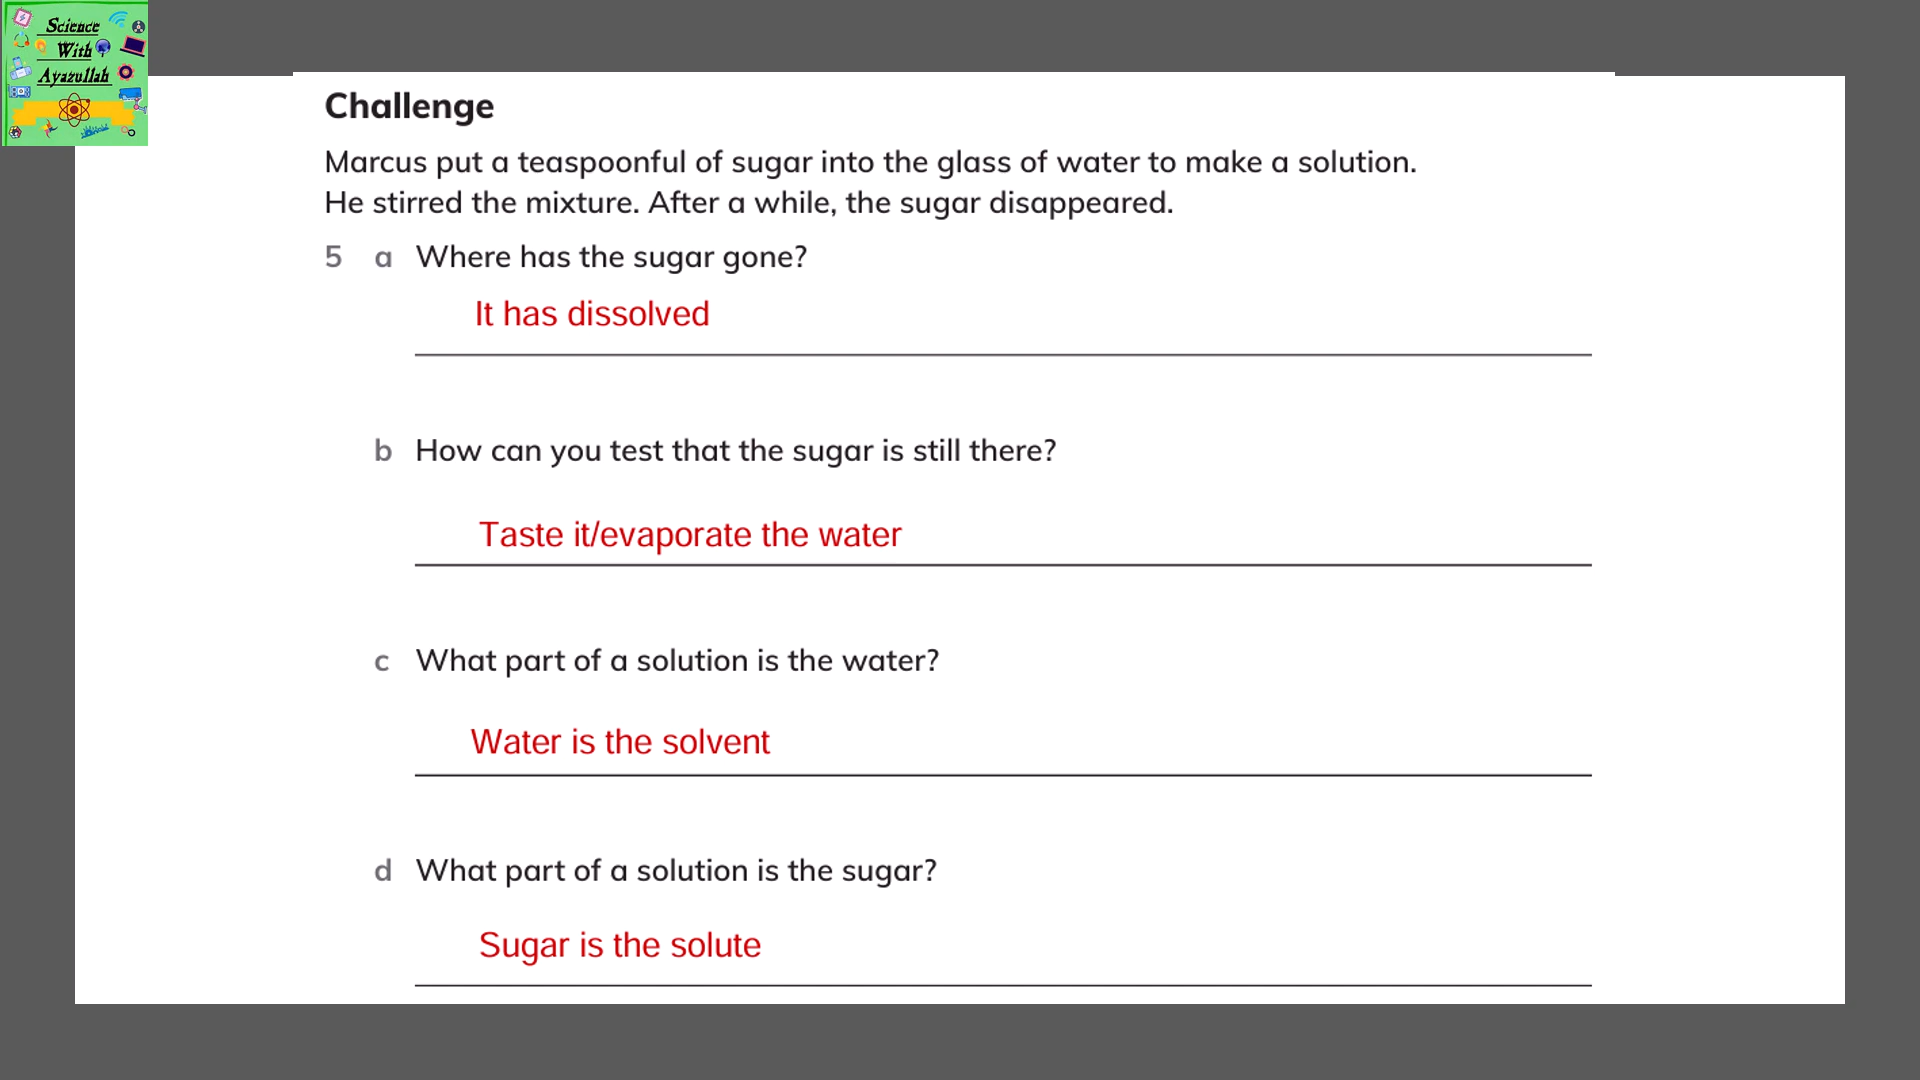 Science
With
Ayazullah
Challenge
Marcus put a teaspoonful of sugar into the glass of water to make a solution.
He stirred the mixture. After a while, the sugar disappeared.
5 a Where has the sugar gone?
It has dissolved
b How can you test that the sugar is still there?
Taste it/evaporate the water
c What part of a solution is the water?
Water is the solvent
d What part of a solution is the sugar?
Sugar is the solute